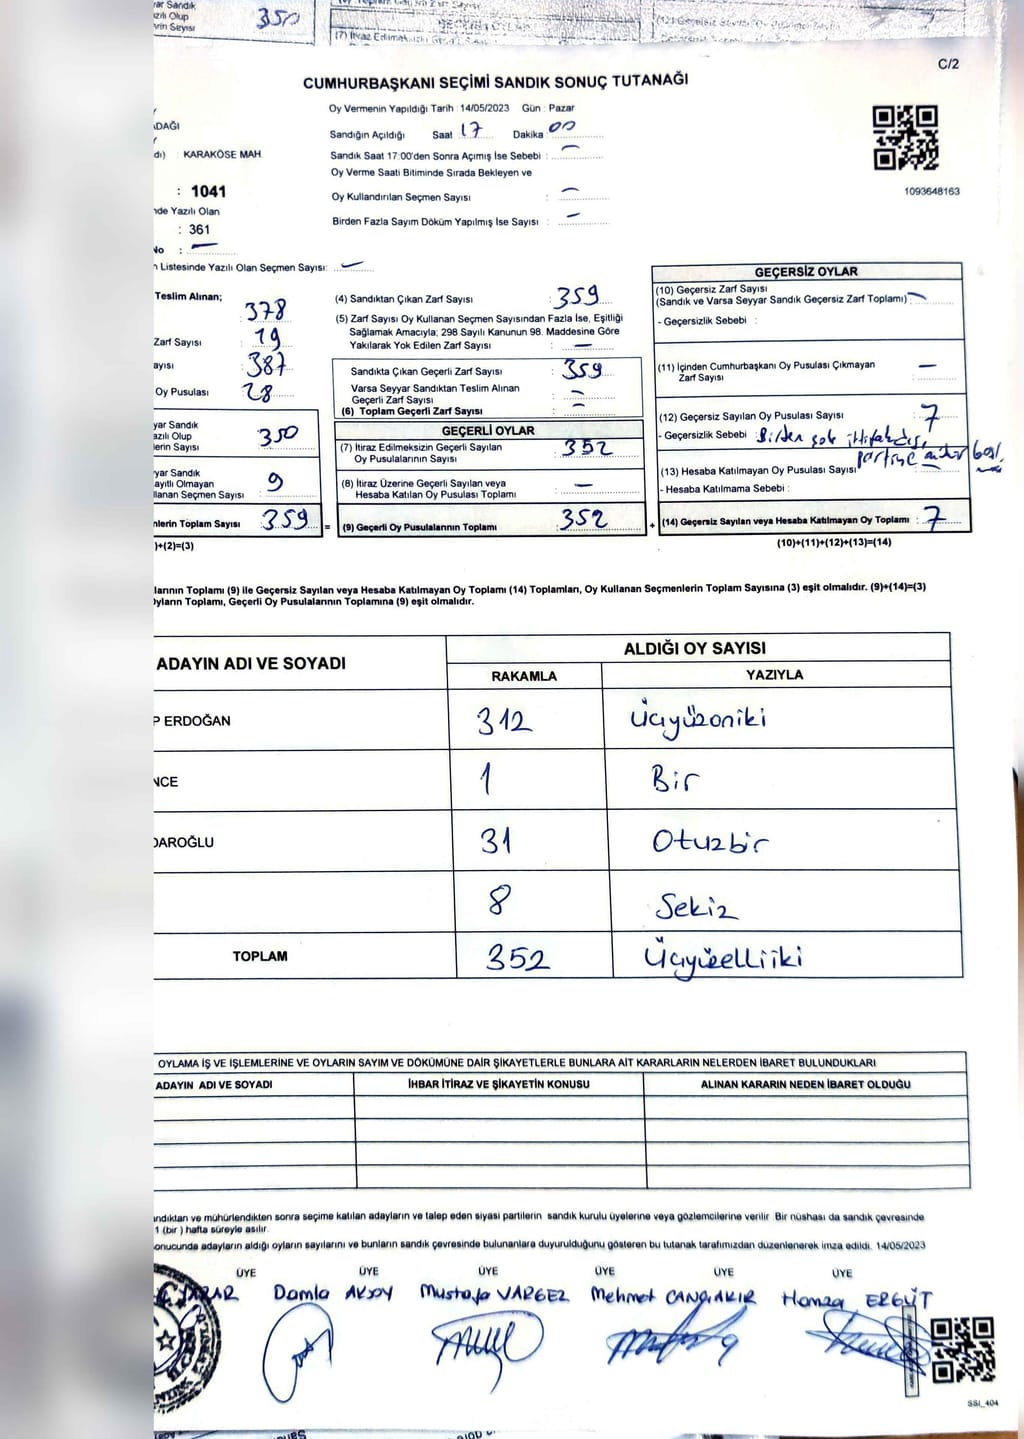 rar Sandık
azılı Olup
erin Sayısı
350
(7) İtiraz Edilmeksizin
C/2
CUMHURBAŞKANI SEÇİMİ SANDIK SONUÇ TUTANAĞI
Oy Vermenin Yapıldığı Tarih : 14/05/2023 Gün : Pazar
DAĞI
Sandığın Açıldığı Saat 17 Dakika : 00
dı) : KARAKÖSE MAH.
Sandık Saat 17:00'den Sonra Açımış İse Sebebi : —
Oy Verme Saati Bitiminde Sırada Bekleyen ve
: 1041
Oy Kullandırılan Seçmen Sayısı : —
1093648163
nde Yazılı Olan
Birden Fazla Sayım Döküm Yapılmış İse Sayısı : —
: 361
No : —
n Listesinde Yazılı Olan Seçmen Sayısı: —
Teslim Alınan;
378
Zarf Sayısı : 19
ayısı : 387
Oy Pusulası : 28
yar Sandık
azılı Olup
lerin Sayısı
350
yar Sandık
ayıtlı Olmayan
llanan Seçmen Sayısı
9
nlerin Toplam Sayısı 359 =
)+(2)=(3)
(4) Sandıktan Çıkan Zarf Sayısı : 359
(5) Zarf Sayısı Oy Kullanan Seçmen Sayısından Fazla İse, Eşitliği
Sağlamak Amacıyla; 298 Sayılı Kanunun 98. Maddesine Göre
Yakılarak Yok Edilen Zarf Sayısı : —
Sandıkta Çıkan Geçerli Zarf Sayısı : 359
Varsa Seyyar Sandıktan Teslim Alınan
Geçerli Zarf Sayısı : —
(6) Toplam Geçerli Zarf Sayısı : —
GEÇERLİ OYLAR
(7) İtiraz Edilmeksizin Geçerli Sayılan
Oy Pusulalarının Sayısı : 352
(8) İtiraz Üzerine Geçerli Sayılan veya
Hesaba Katılan Oy Pusulası Toplamı : —
(9) Geçerli Oy Pusulalarının Toplamı : 352 +
GEÇERSİZ OYLAR
(10) Geçersiz Zarf Sayısı
(Sandık ve Varsa Seyyar Sandık Geçersiz Zarf Toplamı) —
- Geçersizlik Sebebi :
(11) İçinden Cumhurbaşkanı Oy Pusulası Çıkmayan
Zarf Sayısı : —
(12) Geçersiz Sayılan Oy Pusulası Sayısı : 7
- Geçersizlik Sebebi : Birden çok
(13) Hesaba Katılmayan Oy Pusulası Sayısı : —
- Hesaba Katılmama Sebebi :
(14) Geçersiz Sayılan veya Hesaba Katılmayan Oy Toplamı : 7
(10)+(11)+(12)+(13)=(14)
larının Toplamı (9) ile Geçersiz Sayılan veya Hesaba Katılmayan Oy Toplamı (14) Toplamları, Oy Kullanan Seçmenlerin Toplam Sayısına (3) eşit olmalıdır. (9)+(14)=(3)
yların Toplamı, Geçerli Oy Pusulalarının Toplamına (9) eşit olmalıdır.
ADAYIN ADI VE SOYADI
ALDIĞI OY SAYISI
RAKAMLA YAZIYLA
P ERDOĞAN 312 Üçyüzoniki
NCE 1 Bir
DAROĞLU 31 Otuzbir
8 Sekiz
TOPLAM 352 Üçyüzelliiki
OYLAMA İŞ VE İŞLEMLERİNE VE OYLARIN SAYIM VE DÖKÜMÜNE DAİR ŞİKAYETLERLE BUNLARA AİT KARARLARIN NELERDEN İBARET BULUNDUKLARI
ADAYIN ADI VE SOYADI İHBAR İTİRAZ VE ŞİKAYETİN KONUSU ALINAN KARARIN NEDEN İBARET OLDUĞU
ndıktan ve mühürlendikten sonra seçime katılan adayların ve talep eden siyasi partilerin sandık kurulu üyelerine veya gözlemcilerine verilir. Bir nüshası da sandık çevresinde
1 (bir ) hafta süreyle asılır.
onucunda adayların aldığı oyların sayılarını ve bunların sandık çevresinde bulunanlara duyurulduğunu gösteren bu tutanak tarafımızdan düzenlenerek imza edildi. 14/05/2023
ÜYE ÜYE ÜYE ÜYE ÜYE ÜYE
Damla AKSOY Mustafa VARGEZ Mehmet CANÇAKIR Hamza ERGÜT
SSI_404